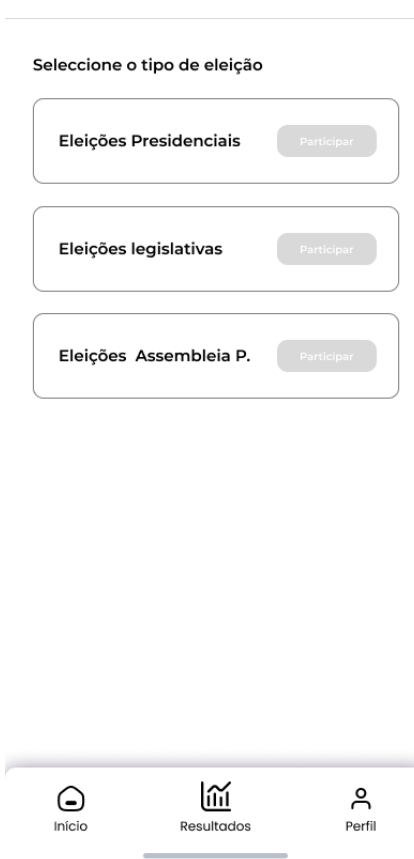 Seleccione o tipo de eleição
Eleições Presidenciais Participar
Eleições legislativas Participar
Eleições Assembleia P. Participar
Início Resultados Perfil